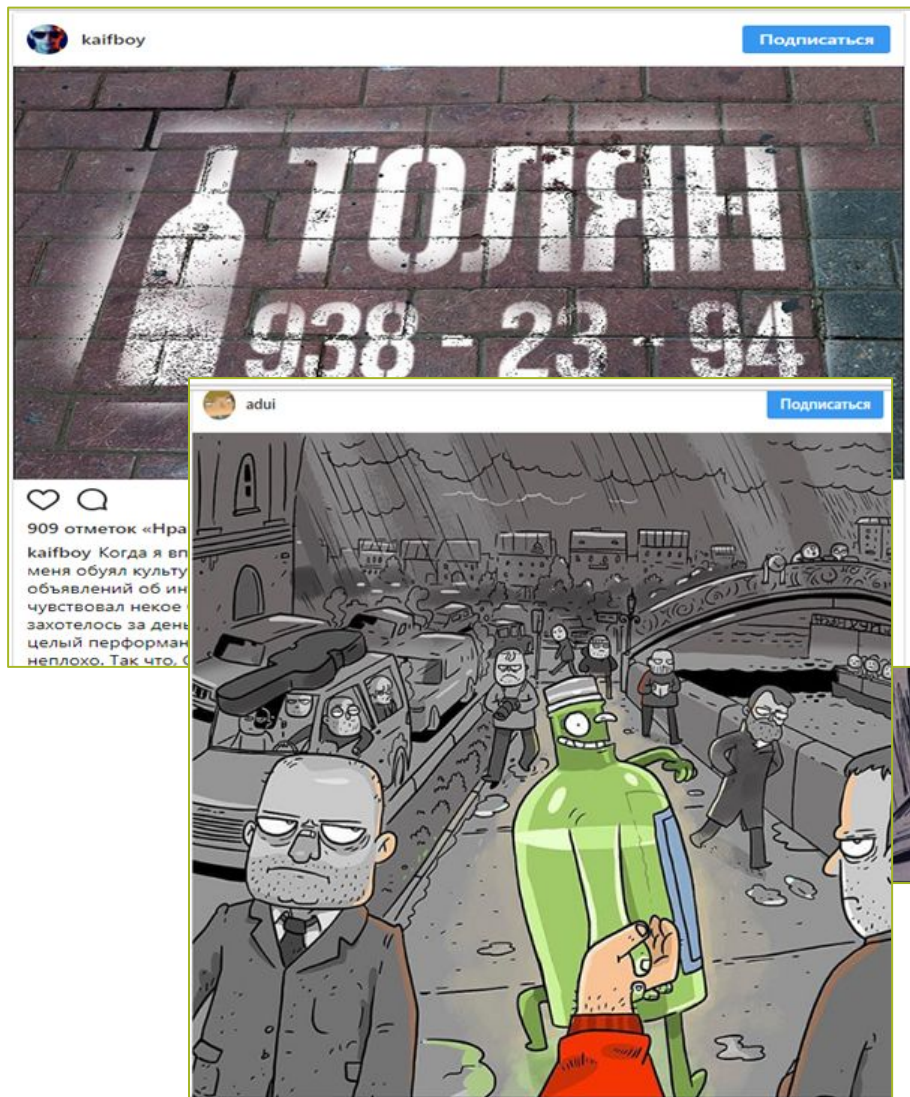 kaifboy
Подписаться
ТОЛЯН
938 - 23 - 94
909 отметок «Нра
kaifboy Когда я вп
меня обуял культу
объявлений об ин
чувствовал некое
захотелось за день
целый перформан
неплохо. Так что,
adui
Подписаться